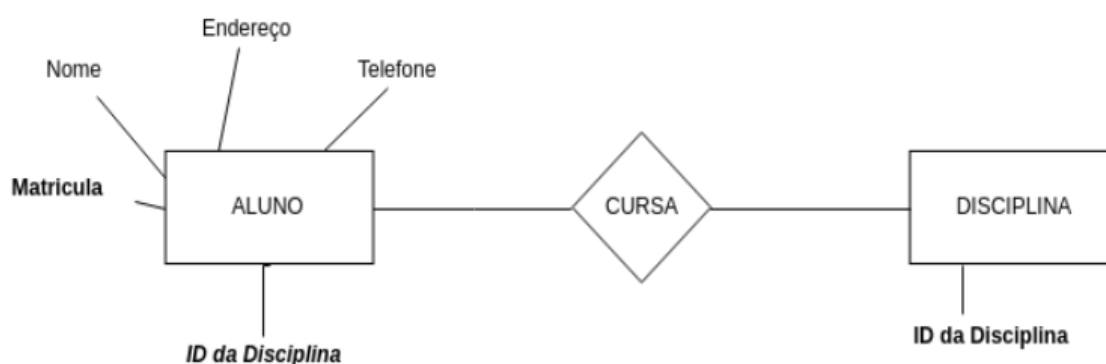 Endereço
Nome
Telefone
Matricula
ALUNO
CURSA
DISCIPLINA
ID da Disciplina
ID da Disciplina